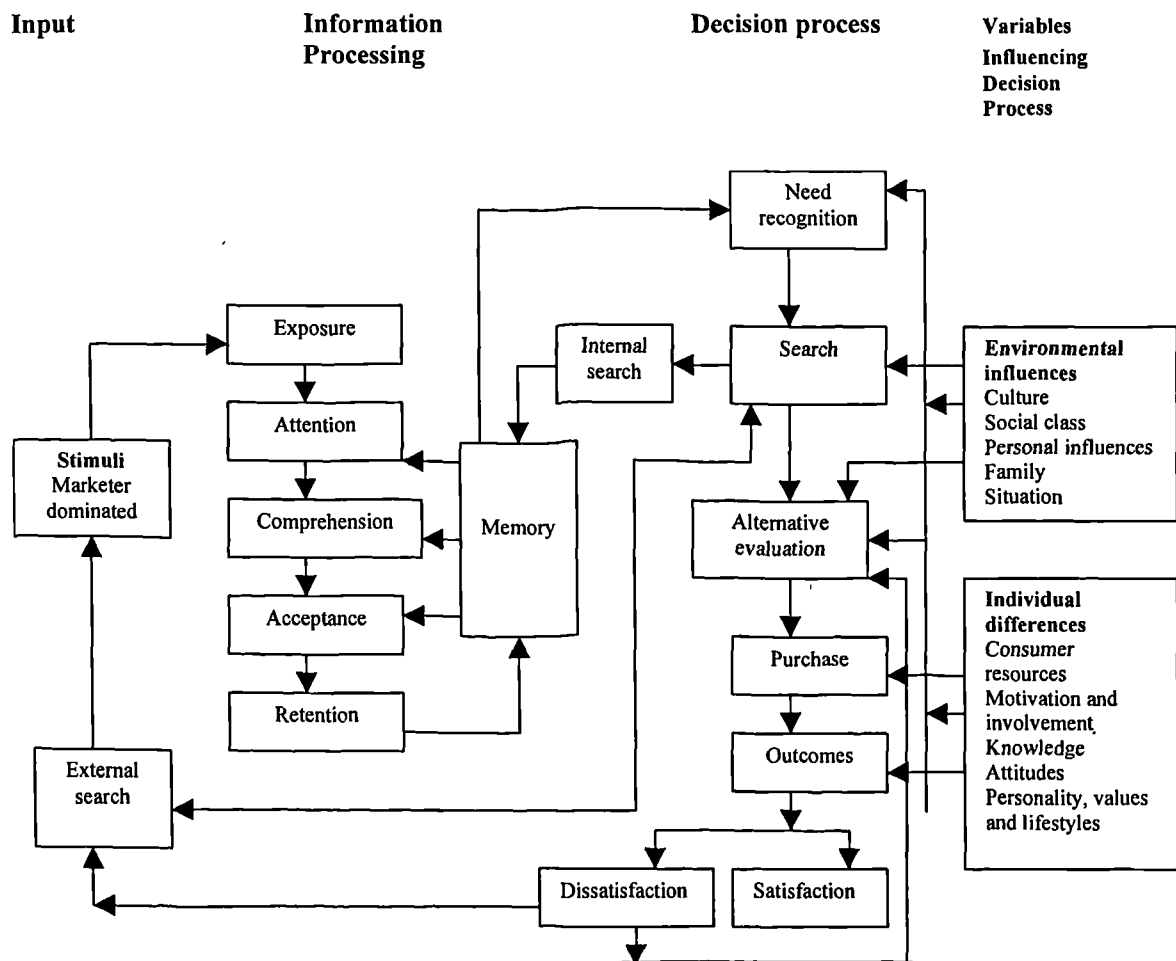 Input
Information
Processing
Decision process
Variables
Influencing
Decision
Process
Need
recognition
Exposure
Internal
search
Search
Environmental
influences
Culture
Social class
Personal influences
Family
Situation
Attention
Stimuli
Marketer
dominated
Comprehension
Memory
Alternative
evaluation
Acceptance
Individual
differences
Consumer
resources
Motivation and
involvement
Knowledge
Attitudes
Personality, values
and lifestyles
Purchase
Retention
External
search
Outcomes
Dissatisfaction
Satisfaction